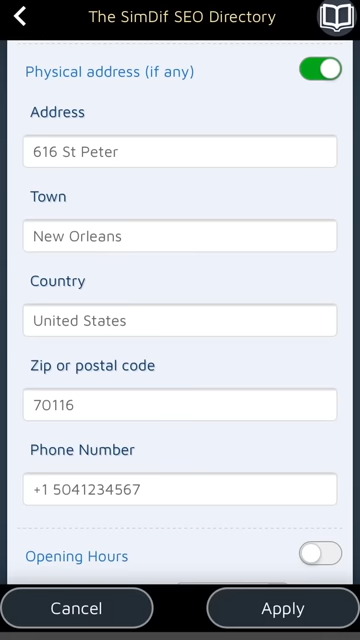 The SimDif SEO Directory
Physical address (if any)
Address
616 St Peter
Town
New Orleans
Country
United States
Zip or postal code
70116
Phone Number
+1 5041234567
Opening Hours
Cancel
Apply